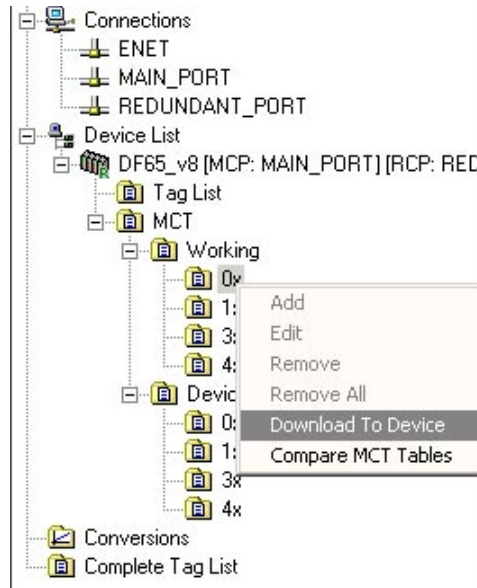 Connections
ENET
MAIN_PORT
REDUNDANT_PORT
Device List
DF65_v8 [MCP: MAIN_PORT] [RCP: RED
Tag List
MCT
Working
0x
1:
3:
4:
Add
Edit
Remove
Remove All
Download To Device
Compare MCT Tables
Devic
0:
1:
3x
4x
Conversions
Complete Tag List